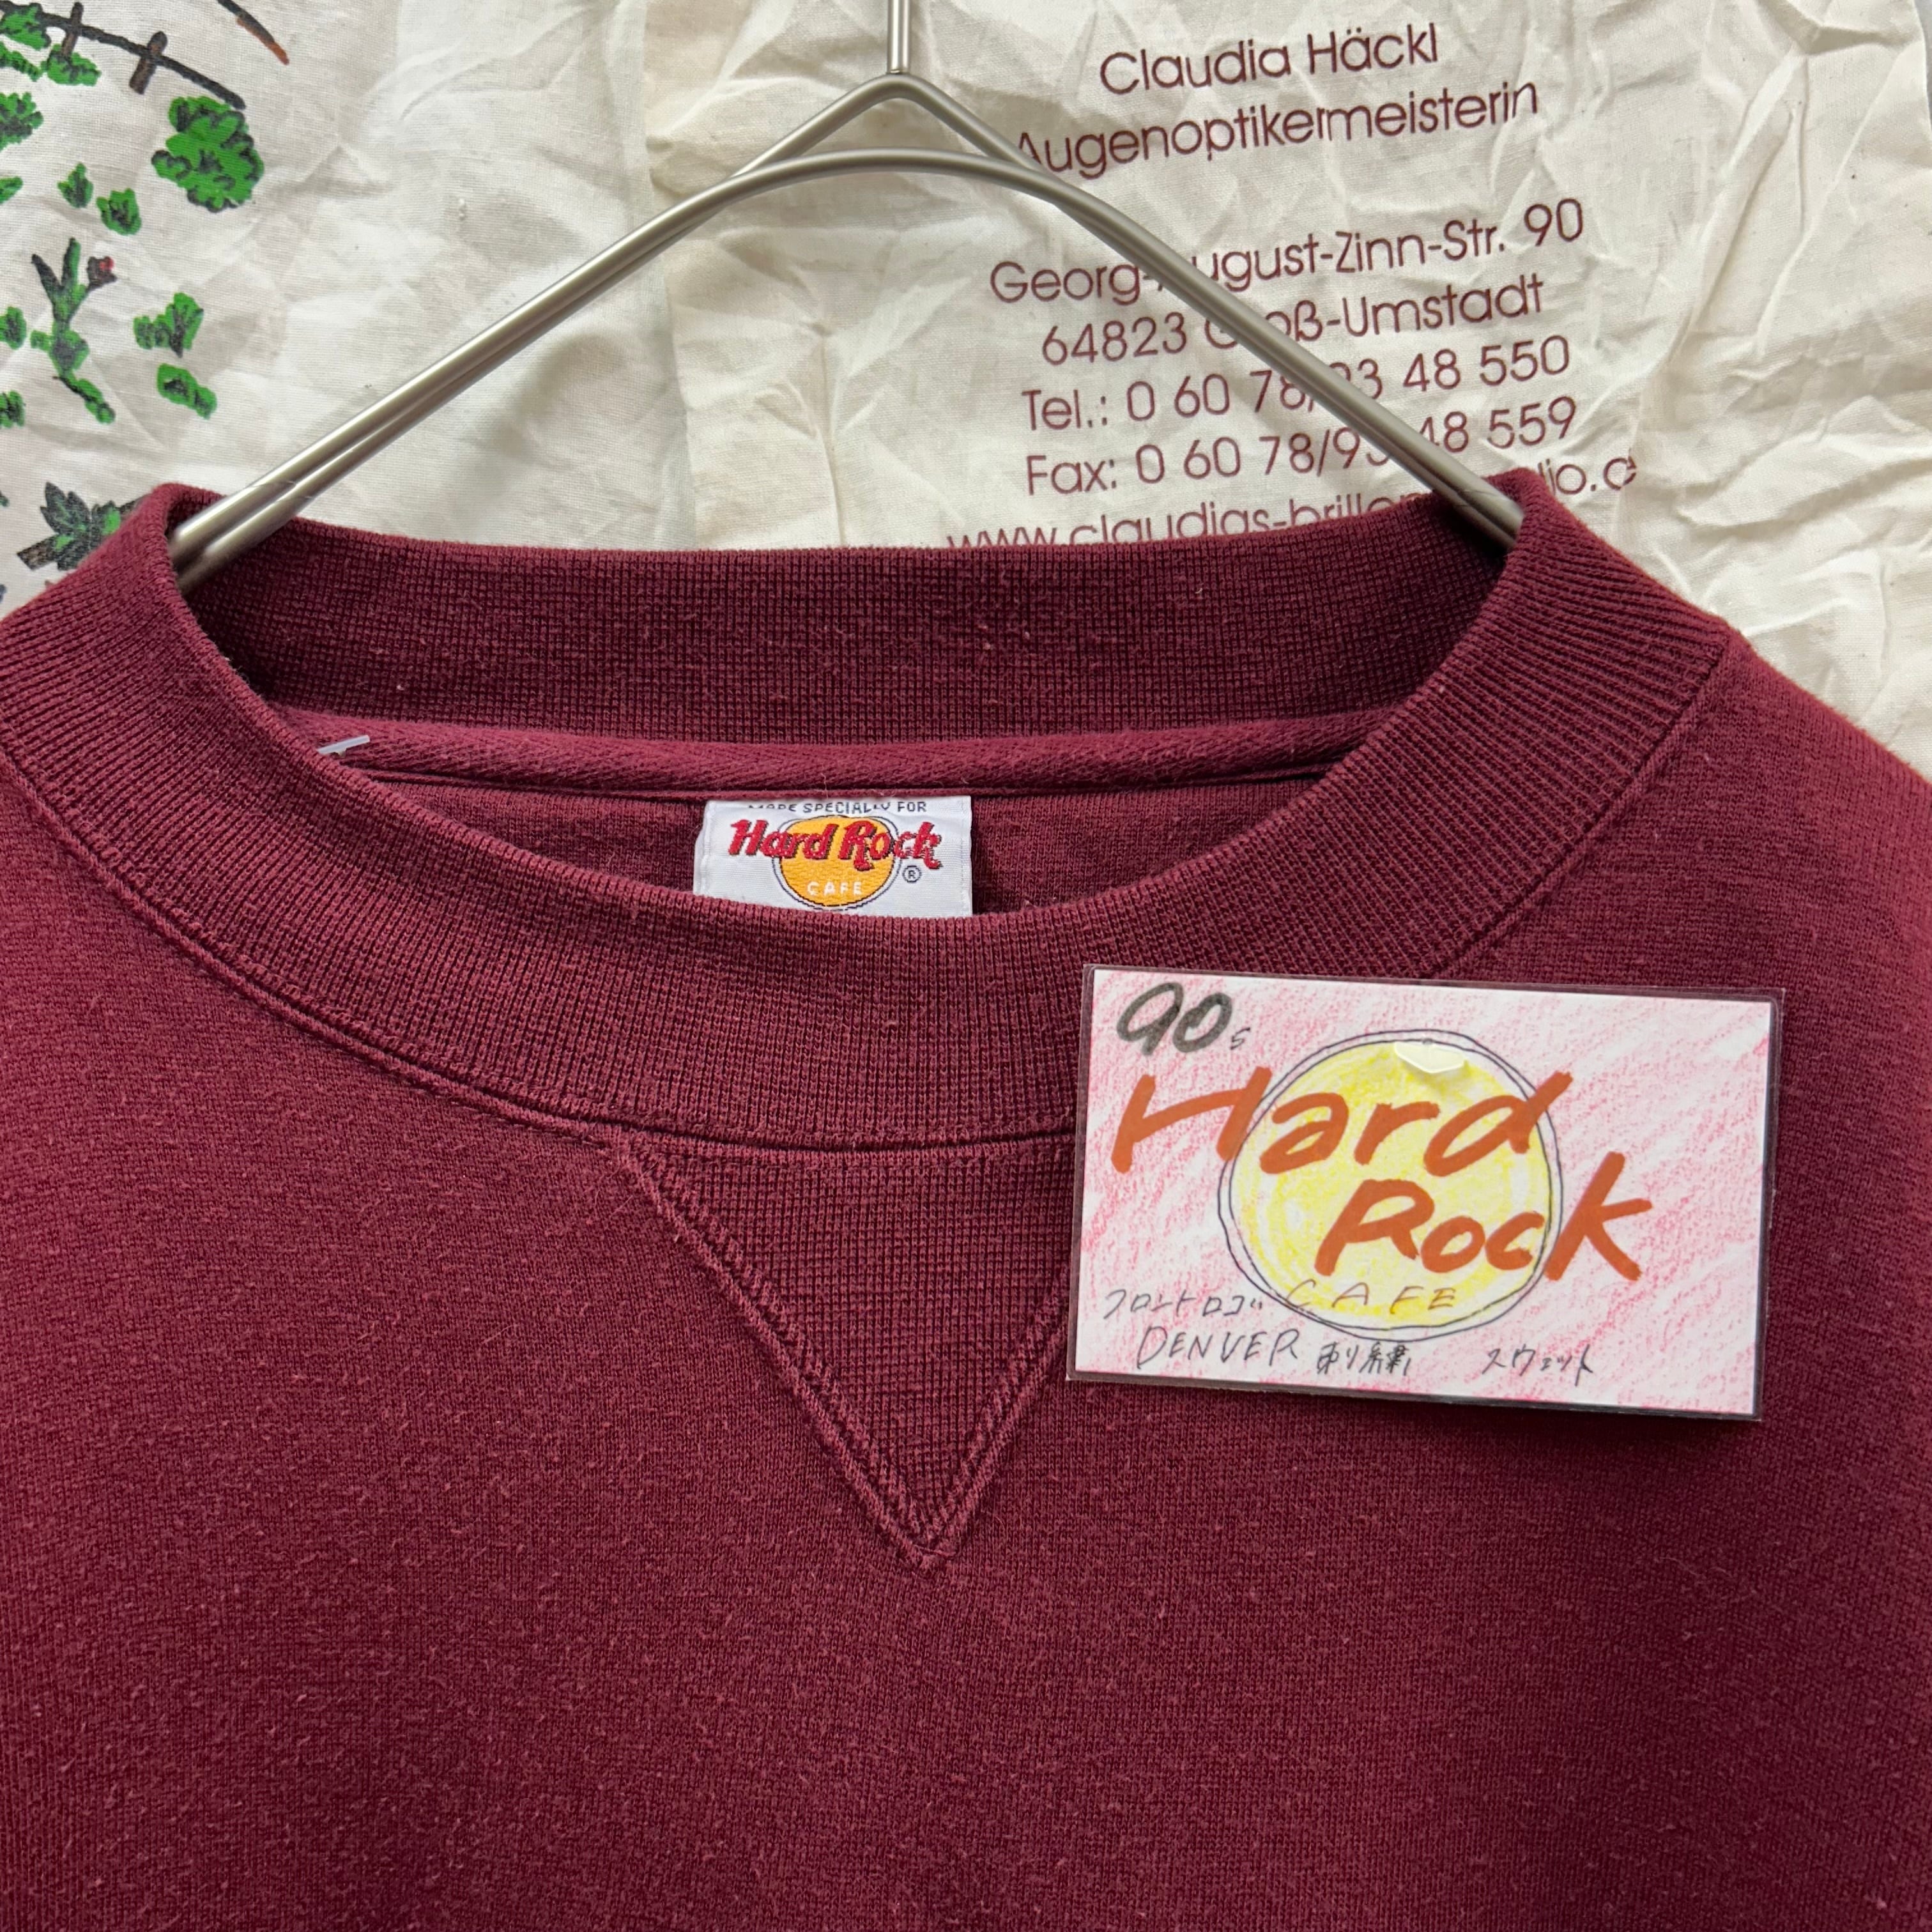 Claudia Häckl
Augenoptikermeisterin
Georg-August-Zinn-Str. 90
64823 Groß-Umstadt
Tel.: 0 60 78/93 48 550
Fax: 0 60 78/93 48 559
MADE SPECIALLY FOR
Hard Rock
CAFE
®
90s
Hard
Rock
CAFE
フロントロゴ
DENVER 刺繍 スウェット